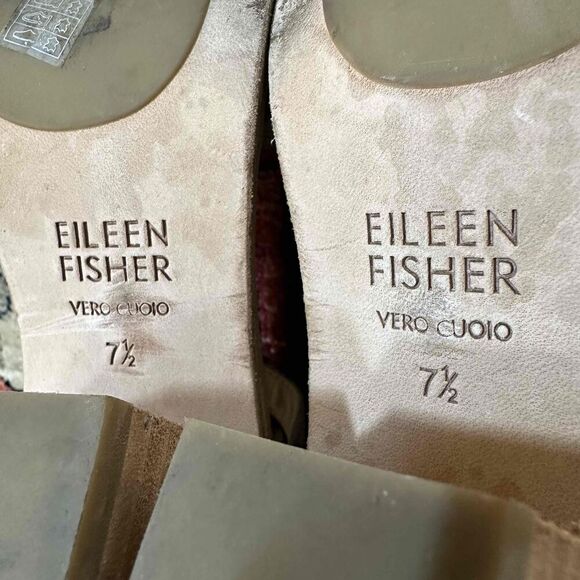 EILEEN
FISHER
VERO CUOIO
7½
EILEEN
FISHER
VERO CUOIO
7½